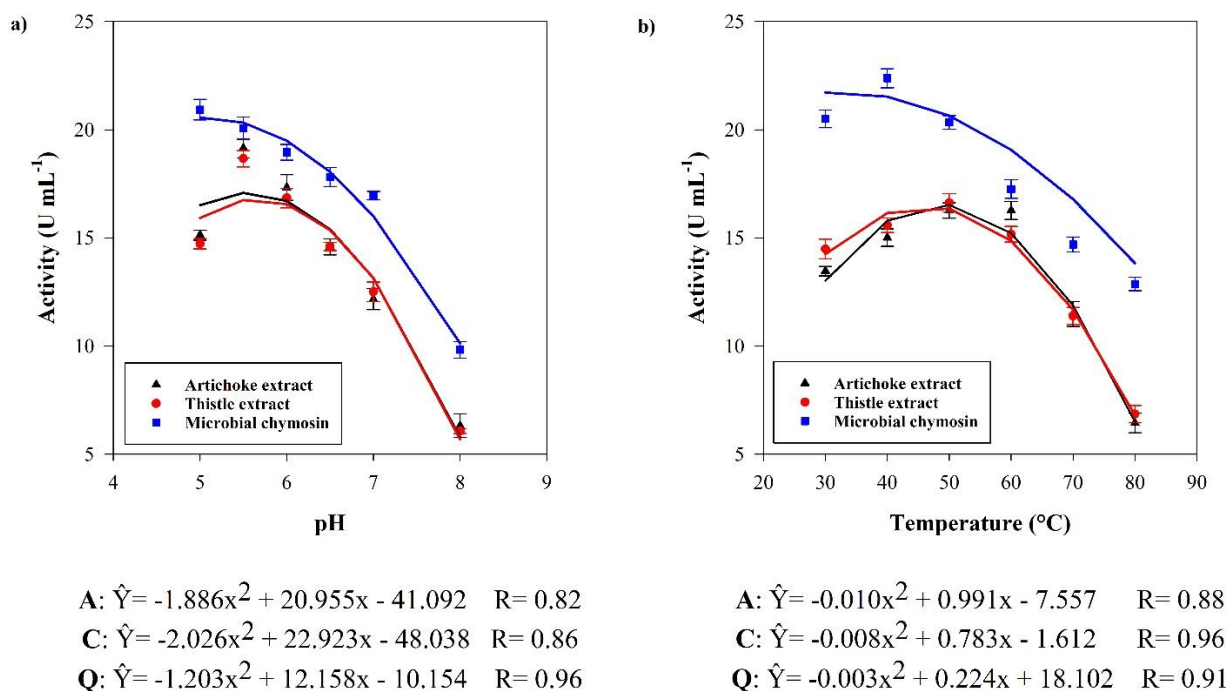 a)
25
20
15
10
5
Activity (U mL⁻¹)
Artichoke extract
Thistle extract
Microbial chymosin
4 5 6 7 8 9
pH
A: Ŷ= -1.886x² + 20.955x - 41.092 R= 0.82
C: Ŷ= -2.026x² + 22.923x - 48.038 R= 0.86
Q: Ŷ= -1.203x² + 12.158x - 10.154 R= 0.96
b)
25
20
15
10
5
Activity (U mL⁻¹)
Artichoke extract
Thistle extract
Microbial chymosin
20 30 40 50 60 70 80 90
Temperature (°C)
A: Ŷ= -0.010x² + 0.991x - 7.557 R= 0.88
C: Ŷ= -0.008x² + 0.783x - 1.612 R= 0.96
Q: Ŷ= -0.003x² + 0.224x + 18.102 R= 0.91